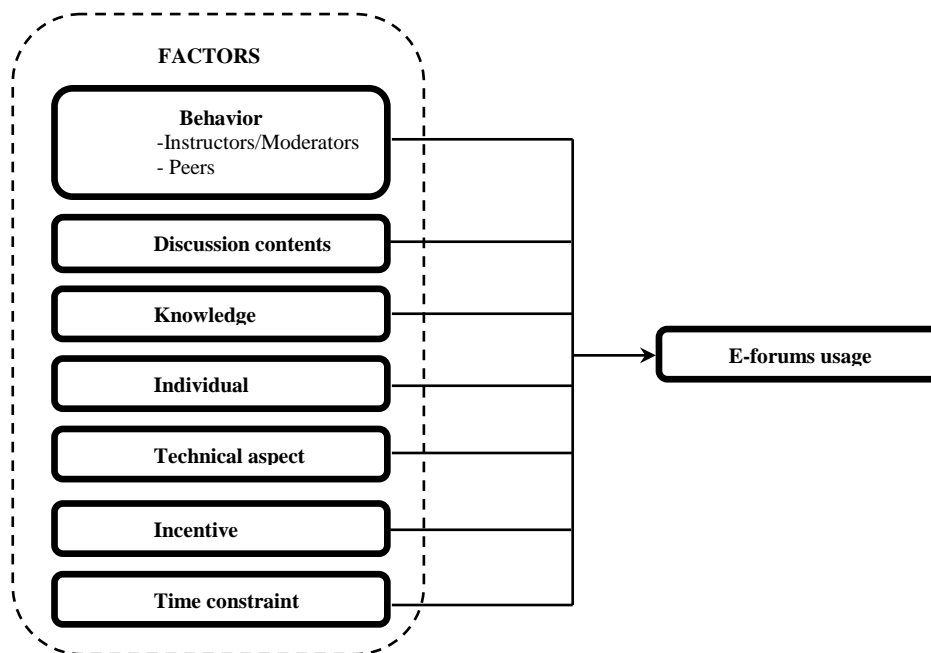 FACTORS
Behavior
-Instructors/Moderators
- Peers
Discussion contents
Knowledge
Individual
Technical aspect
Incentive
Time constraint
E-forums usage